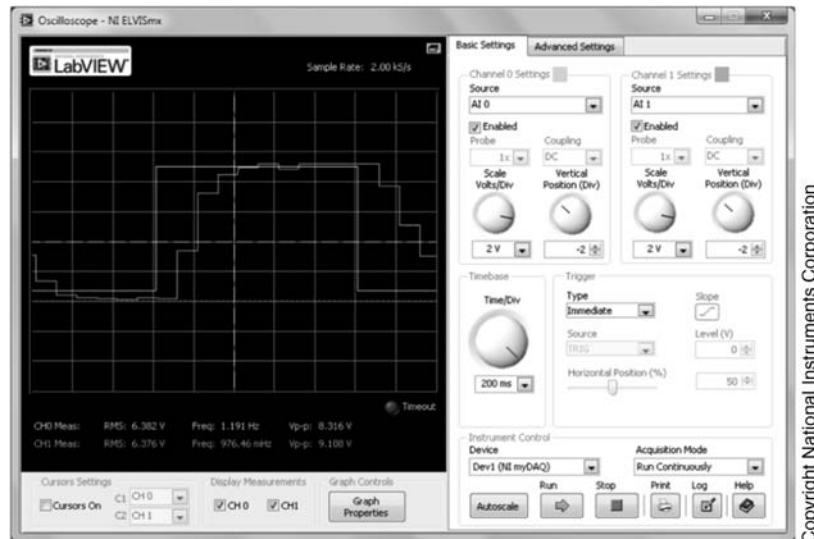 Oscilloscope - NI ELVISmx
LabVIEW
Sample Rate: 2.00 kS/s
Timeout
CH0 Meas: RMS: 6.382 V Freq: 1.191 Hz Vp-p: 8.316 V
CH1 Meas: RMS: 6.376 V Freq: 976.46 mHz Vp-p: 9.108 V
Cursors Settings
Cursors On
C1 CH 0
C2 CH 1
Display Measurements
CH 0 CH1
Graph Controls
Graph
Properties
Basic Settings Advanced Settings
Channel 0 Settings
Source
AI 0
Enabled
Probe Coupling
1x DC
Scale Vertical
Volts/Div Position (Div)
2 V -2
Channel 1 Settings
Source
AI 1
Enabled
Probe Coupling
1x DC
Scale Vertical
Volts/Div Position (Div)
2 V -2
Timebase
Time/Div
200 ms
Trigger
Type Slope
Immediate
Source Level (V)
TRIG 0
Horizontal Position (%)
50
Instrument Control
Device Acquisition Mode
Dev1 (NI myDAQ) Run Continuously
Run Stop Print Log Help
Autoscale
Copyright National Instruments Corporation